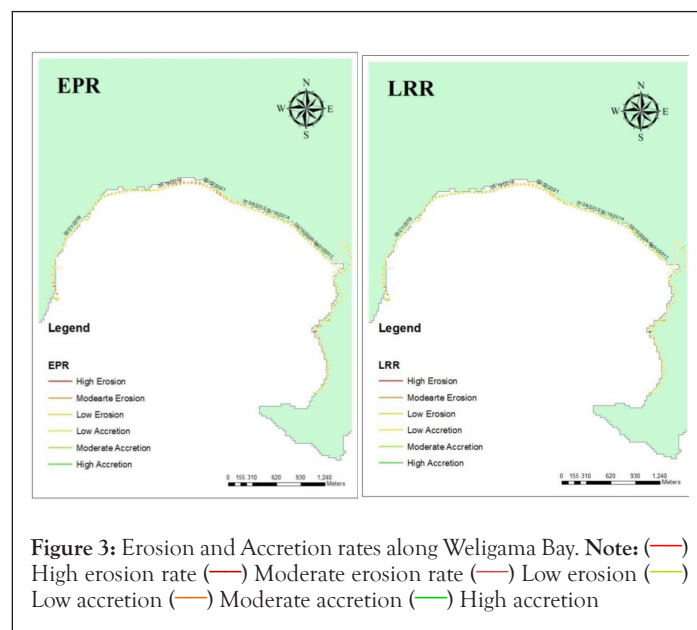 EPR
N
W E
S
Legend
EPR
High Erosion
Modearte Erosion
Low Erosion
Low Accretion
Moderate Accretion
High Accretion
0 155 310 620 930 1,240
Meters
LRR
N
W E
S
Legend
LRR
High Erosion
Moderate Erosion
Low Erosion
Low Accretion
Moderate Accretion
High Accretion
0 155 310 620 930 1,240
Meters
Figure 3: Erosion and Accretion rates along Weligama Bay. Note: (—)
High erosion rate (—) Moderate erosion rate (—) Low erosion (—)
Low accretion (—) Moderate accretion (—) High accretion